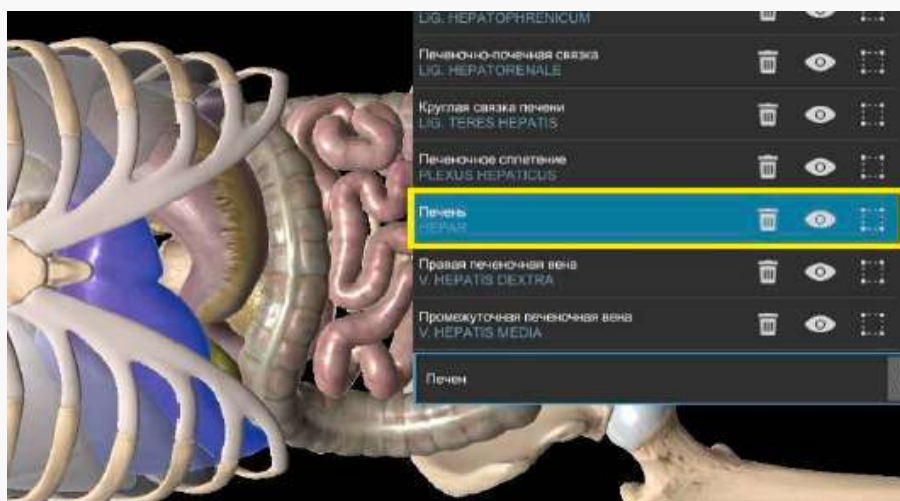 LIG. HEPATOPHRENICUM
Печеночно-почечная связка
LIG. HEPATORENALE
Круглая связка печени
LIG. TERES HEPATIS
Печеночное сплетение
PLEXUS HEPATICUS
Печень
HEPAR
Правая печеночная вена
V. HEPATIS DEXTRA
Промежуточная печеночная вена
V. HEPATIS MEDIA
Печен